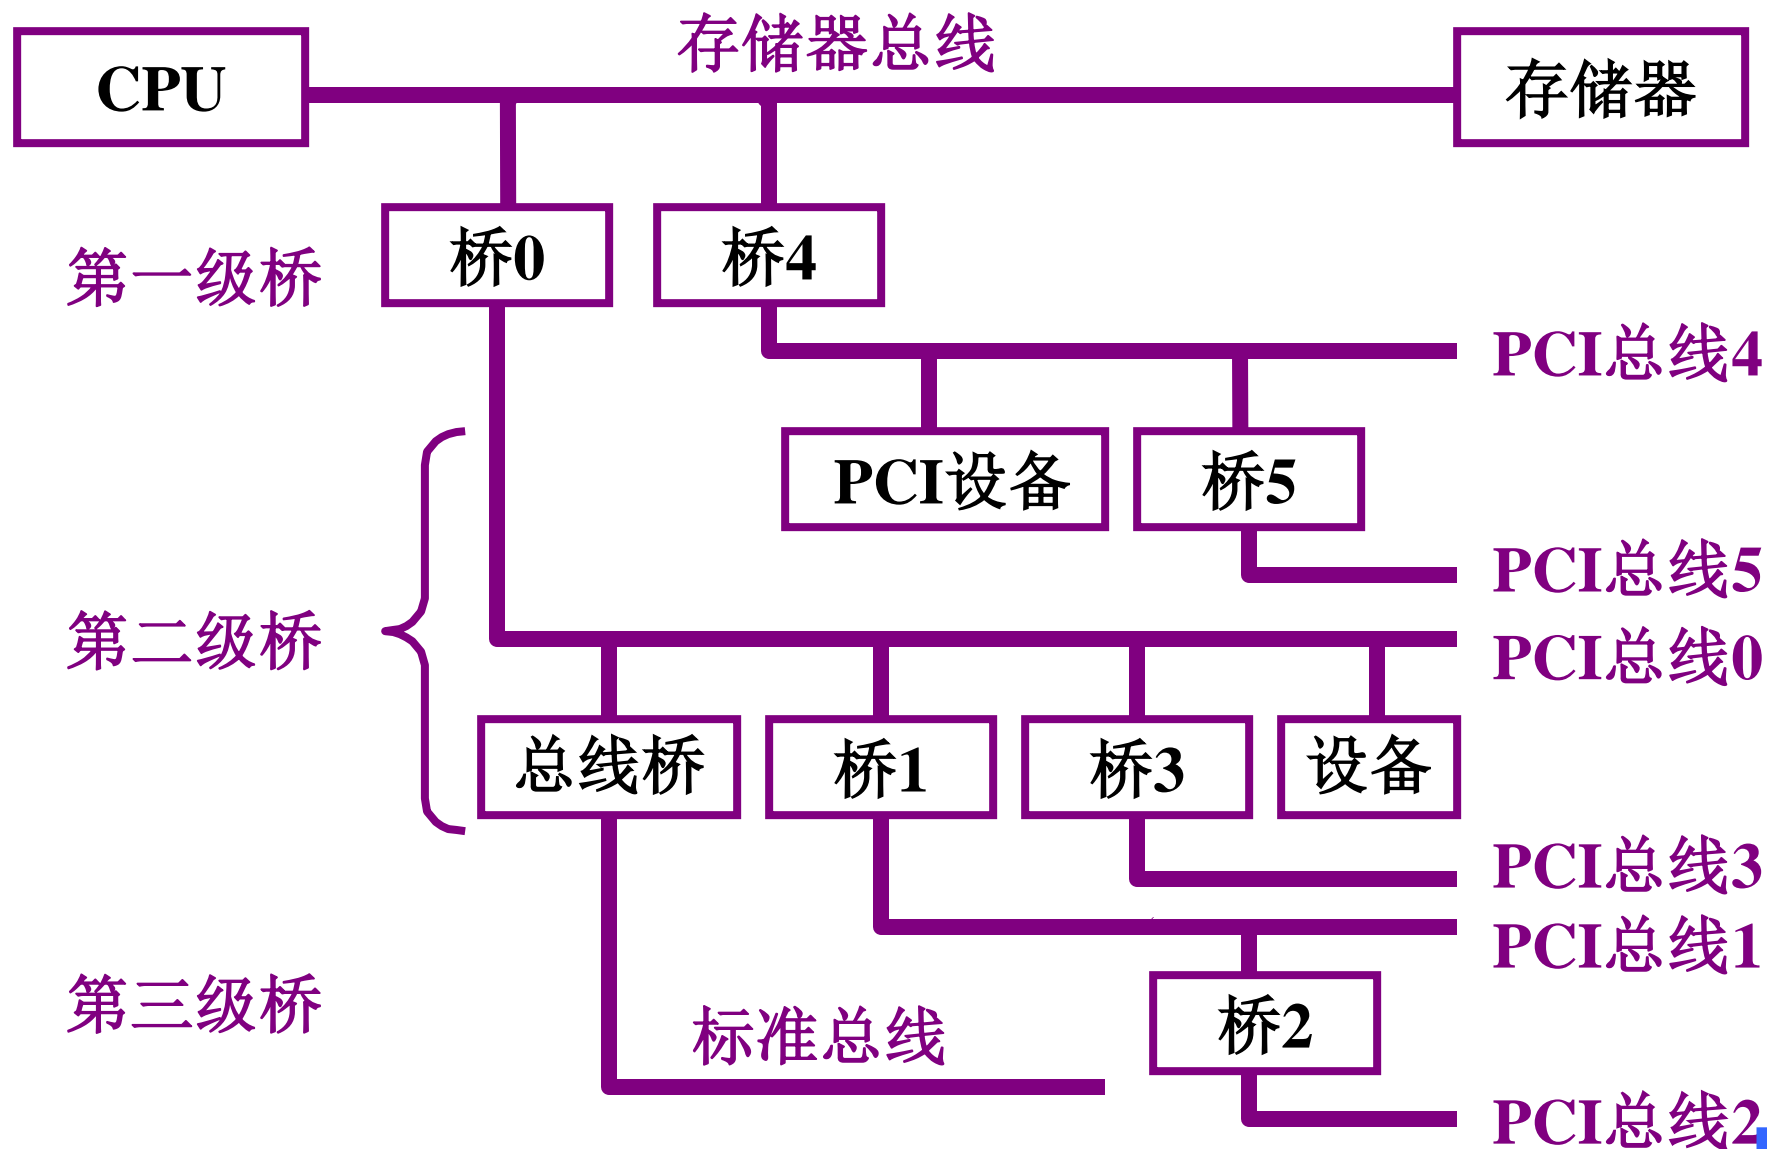 存储器总线
CPU
存储器
桥0
桥4
第一级桥
PCI总线4
PCI设备
桥5
PCI总线5
第二级桥
PCI总线0
总线桥
桥1
桥3
设备
PCI总线3
PCI总线1
第三级桥
标准总线
桥2
PCI总线2